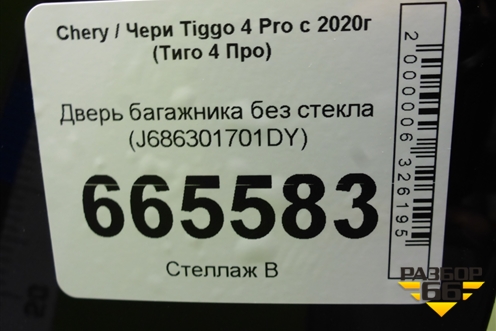 Chery / Чери Tiggo 4 Pro с 2020г
(Тиго 4 Про)
Дверь багажника без стекла
(J686301701DY)
665583
Стеллаж В
2000006326195
РАЗБОР
66
20